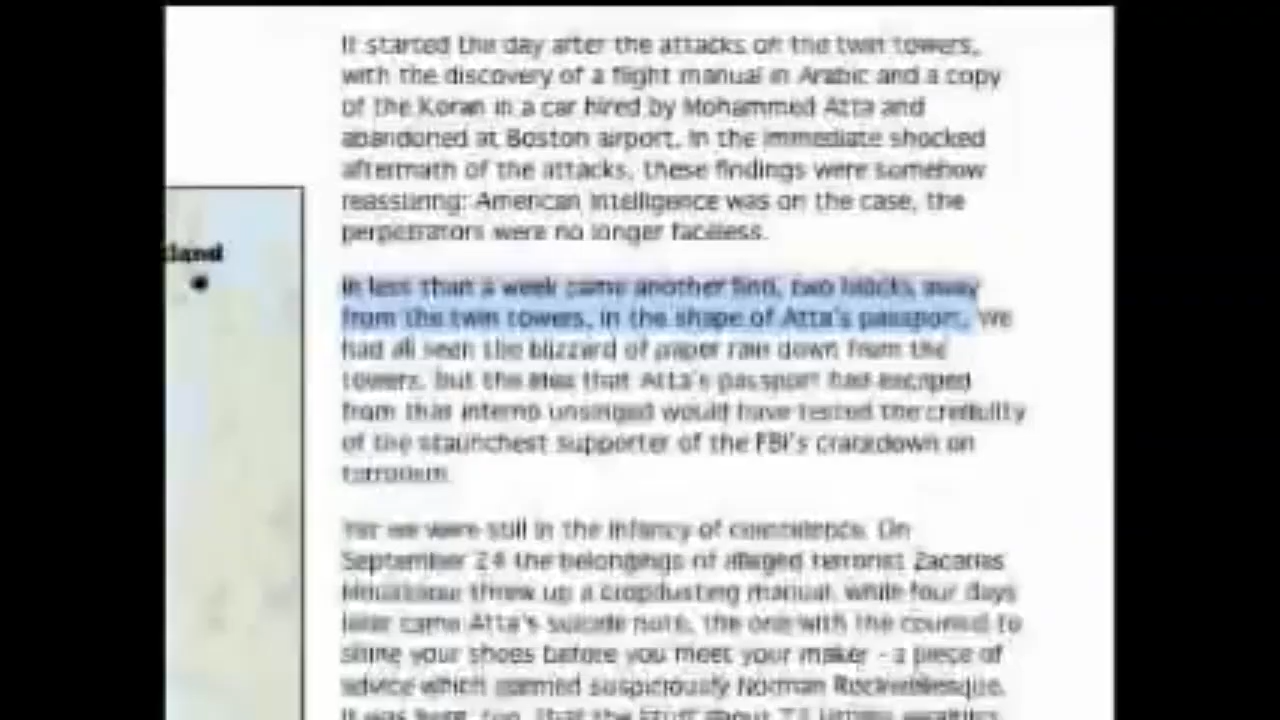 It started the day after the attacks on the twin towers,
with the discovery of a flight manual in Arabic and a copy
of the Koran in a car hired by Mohammed Atta and
abandoned at Boston airport. In the immediate shocked
aftermath of the attacks, these findings were somehow
reassuring: American intelligence was on the case, the
perpetrators were no longer faceless.
land
In less than a week came another find, two blocks away
from the twin towers, in the shape of Atta's passport. We
had all seen the blizzard of paper rain down from the
towers, but the idea that Atta's passport had escaped
from that inferno unsinged would have tested the credulity
of the staunchest supporter of the FBI's crackdown on
terrorism.
Yet we were still in the infancy of coincidence. On
September 24 the belongings of alleged terrorist Zacarias
Moussaoui threw up a cropdusting manual, while four days
later came Atta's suicide note, the one with the counsel to
shine your shoes before you meet your maker - a piece of
advice which seemed suspiciously Norman Rockwellesque.
It was here, too, that the stuff about